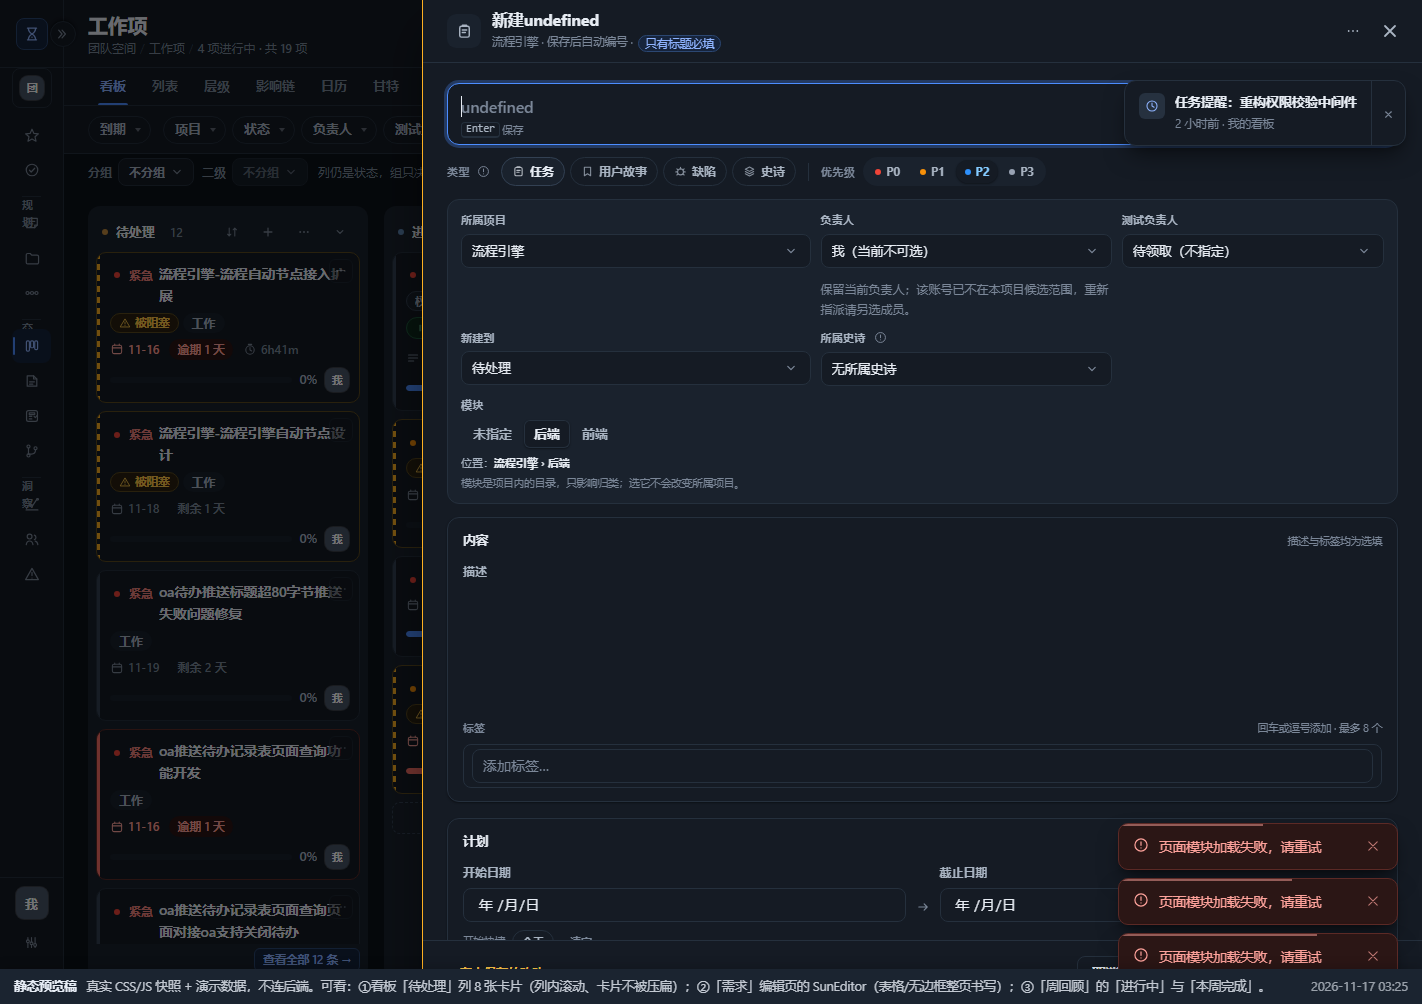 工作项
团队空间 / 工作项 / 4 项进行中 · 共 19 项
看板 列表 层级 影响链 日历 甘特
到期 项目 状态 负责人 测试
分组 不分组 二级 不分组 列仍是状态，组只决
团
规划
洞察
我
待处理 12
紧急 流程引擎-流程自动节点接入扩展
被阻塞 工作
11-16 逾期 1 天 6h41m
0% 我
紧急 流程引擎-流程引擎自动节点设计
被阻塞 工作
11-18 剩余 1 天
0% 我
紧急 oa待办推送标题超80字节推送
失败问题修复
工作
11-19 剩余 2 天
0% 我
紧急 oa推送待办记录表页面查询功
能开发
工作
11-16 逾期 1 天
0% 我
紧急 oa推送待办记录表页面查询页
面对接oa支持关闭待办
查看全部 12 条 →
新建undefined
流程引擎 · 保存后自动编号 · 只有标题必填
undefined
Enter 保存
任务提醒：重构权限校验中间件
2 小时前 · 我的看板
类型 任务 用户故事 缺陷 史诗 优先级 P0 P1 P2 P3
所属项目 负责人 测试负责人
流程引擎 我（当前不可选） 待领取（不指定）
保留当前负责人；该账号已不在本项目候选范围，重新
指派请另选成员。
新建到 所属史诗
待处理 无所属史诗
模块
未指定 后端 前端
位置：流程引擎 › 后端
模块是项目内的目录，只影响归类；选它不会改变所属项目。
内容 描述与标签均为选填
描述
标签 回车或逗号添加 · 最多 8 个
添加标签...
计划
开始日期 截止日期
年 /月/日 → 年 /月/日
页面模块加载失败，请重试
页面模块加载失败，请重试
页面模块加载失败，请重试
静态预览稿 真实 CSS/JS 快照 + 演示数据，不连后端。可看：①看板「待处理」列 8 张卡片（列内滚动、卡片不被压扁）；②「需求」编辑页的 SunEditor（表格/无边框整页书写）；③「周回顾」的「进行中」与「本周完成」。 2026-11-17 03:25